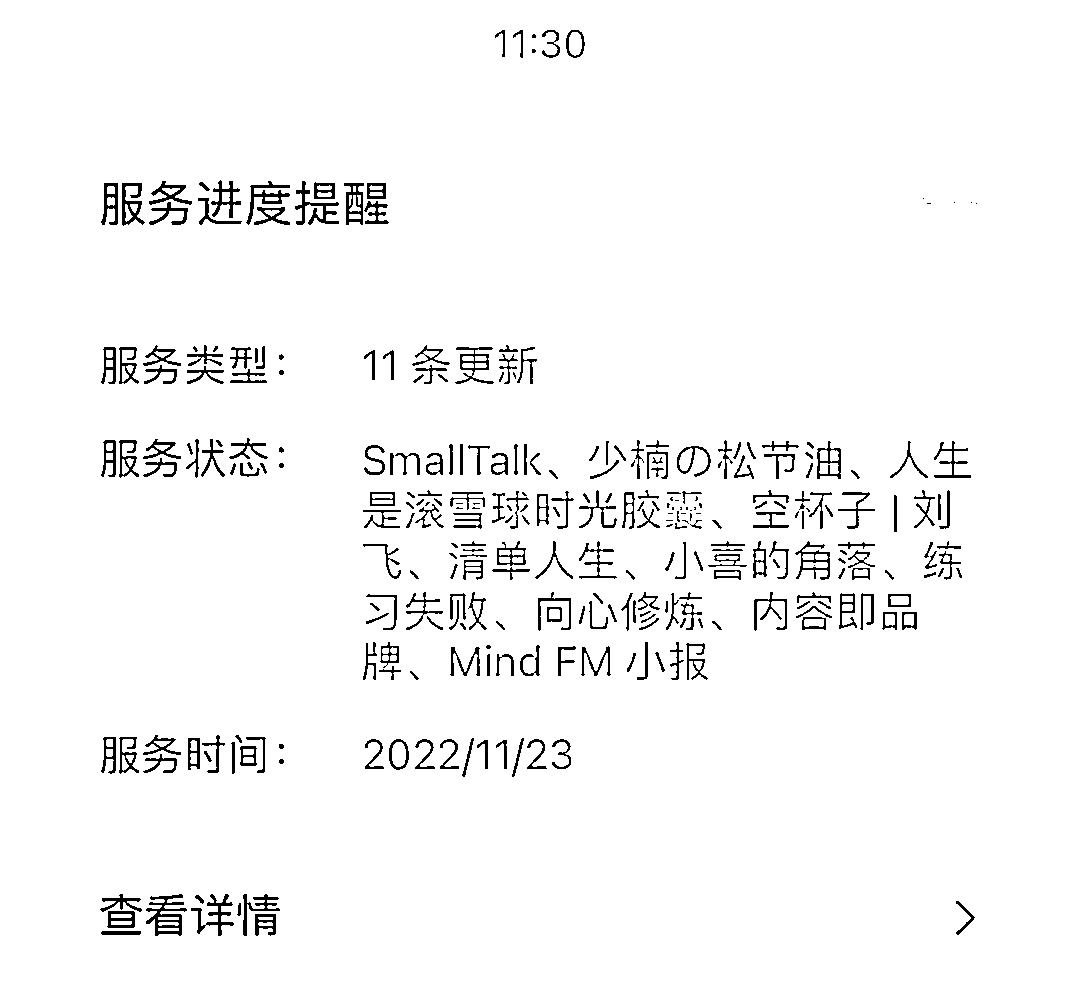 11:30
服务进度提醒
服务类型： 11 条更新
服务状态： SmallTalk、少楠の松节油、人生
是滚雪球时光胶囊、空杯子 | 刘
飞、清单人生、小喜的角落、练
习失败、向心修炼、内容即品
牌、Mind FM 小报
服务时间： 2022/11/23
查看详情